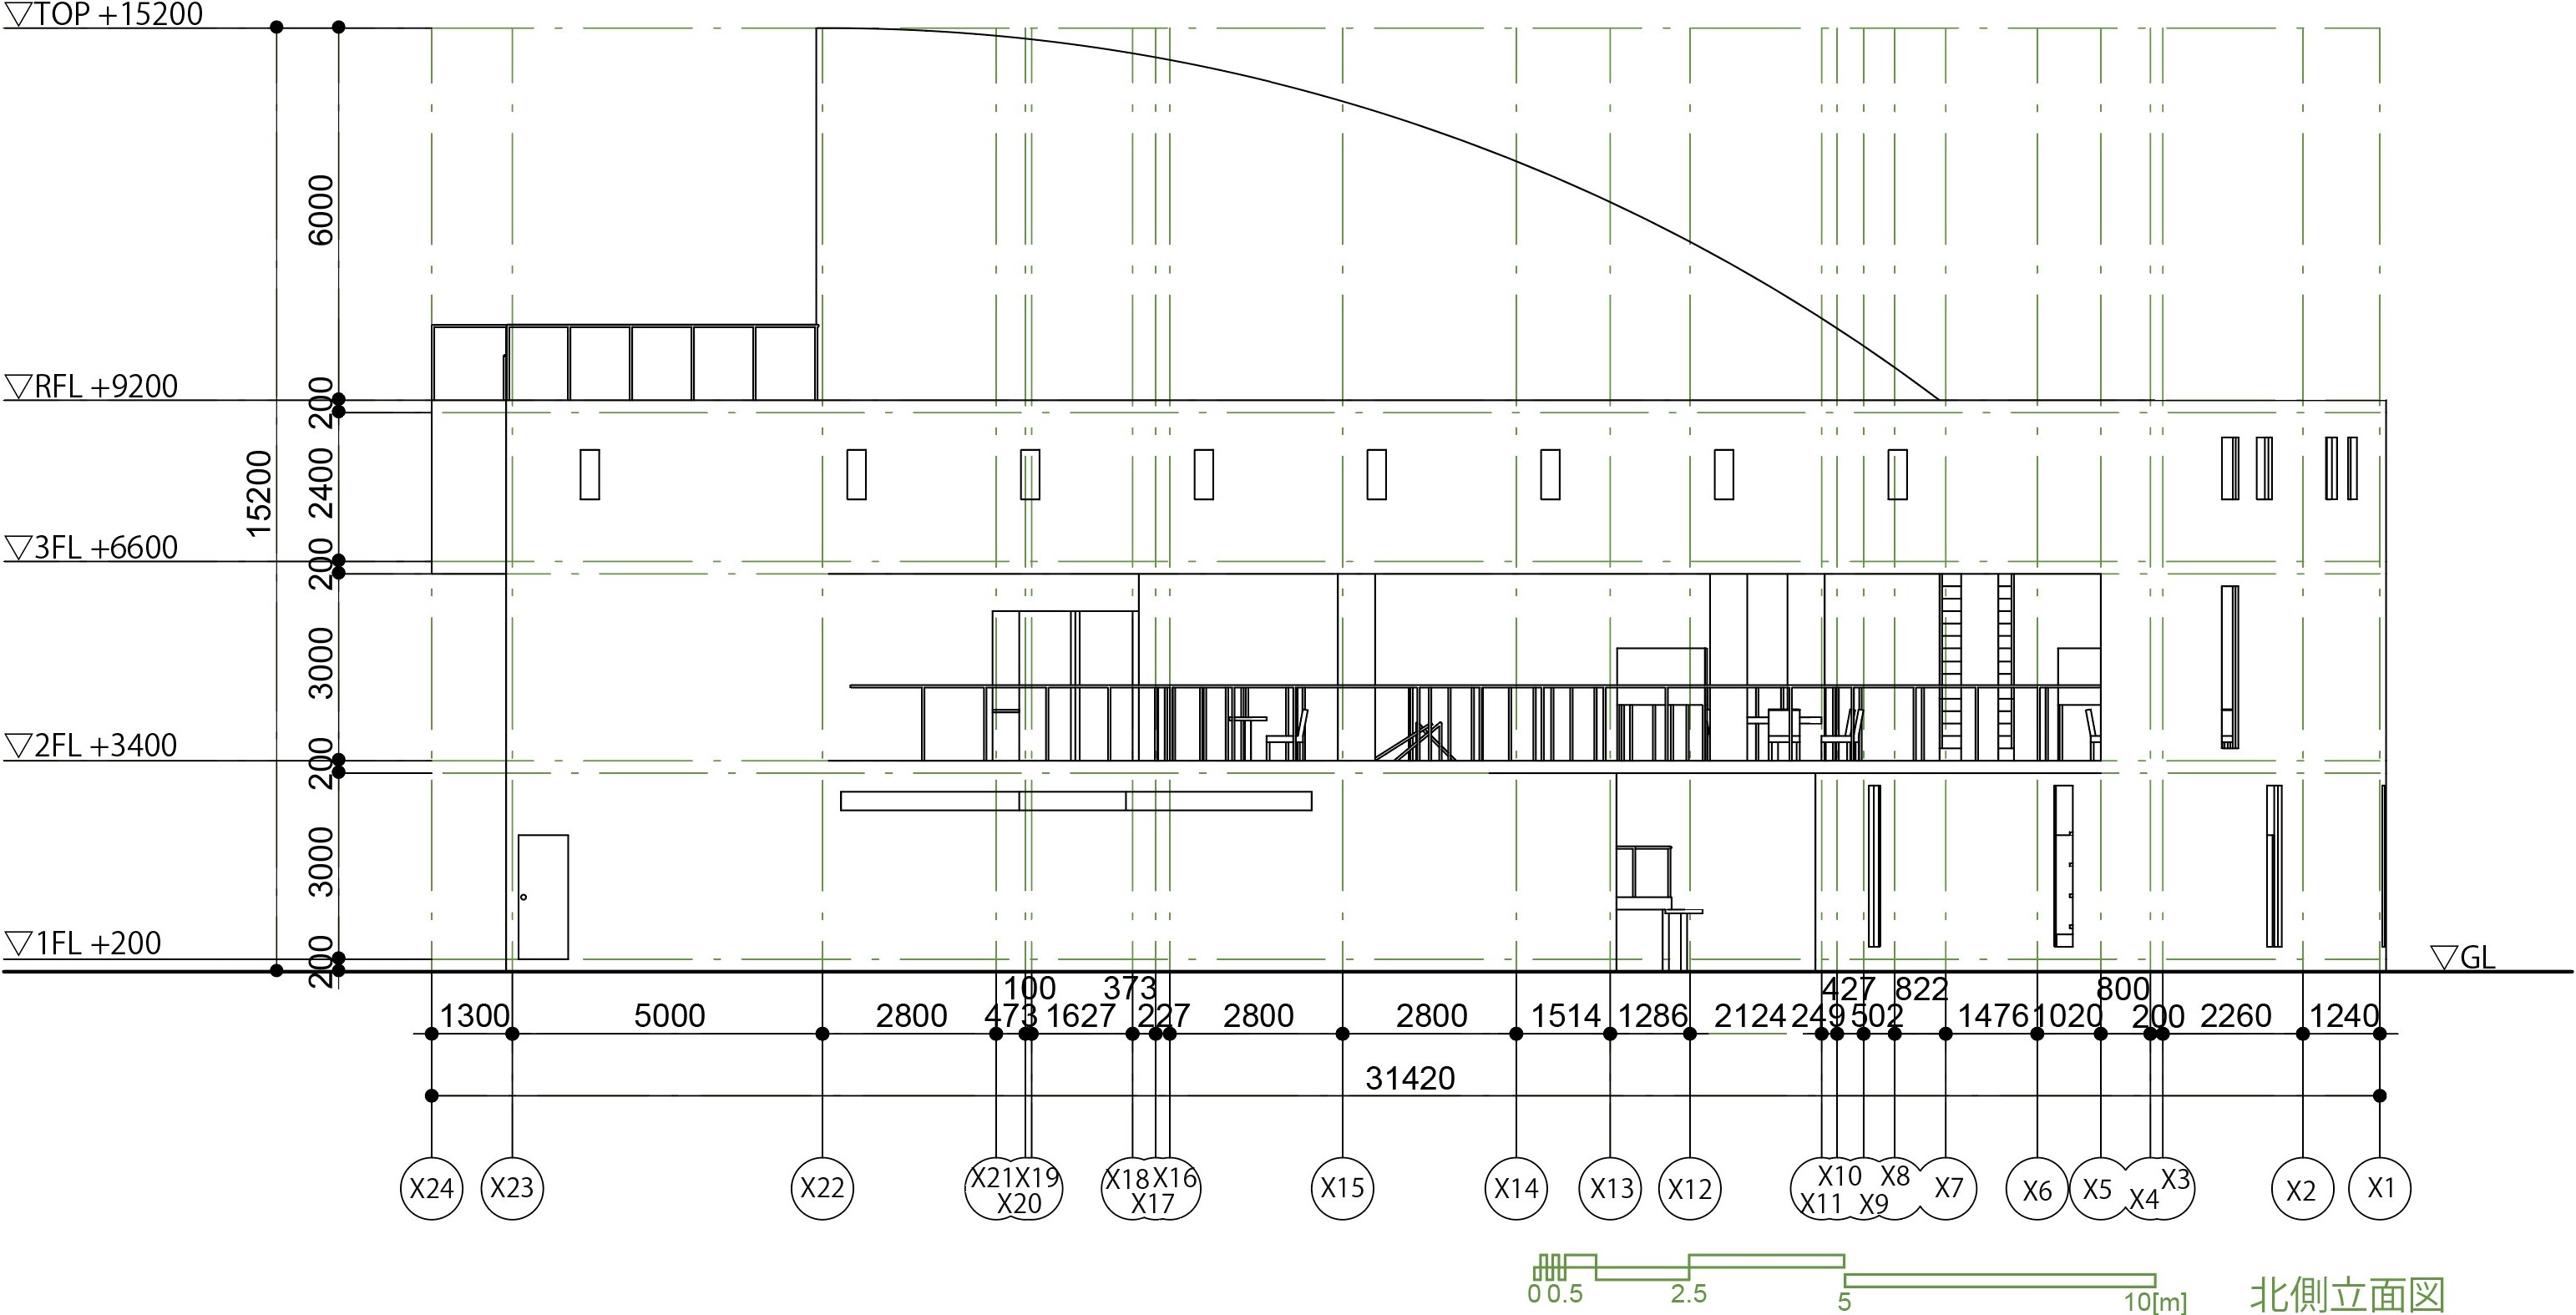 ▽TOP +15200
6000
▽RFL +9200
200
2400
15200
▽3FL +6600
200
3000
▽2FL +3400
200
3000
▽1FL +200
200
▽GL
100 373 427 822 800
1300 5000 2800 473 1627 227 2800 2800 1514 1286 2124 249 502 1476 1020 200 2260 1240
31420
X24 X23 X22 X21 X20 X19 X18 X17 X16 X15 X14 X13 X12 X11 X10 X9 X8 X7 X6 X5 X4 X3 X2 X1
0 0.5 2.5 5 10[m]
北側立面図